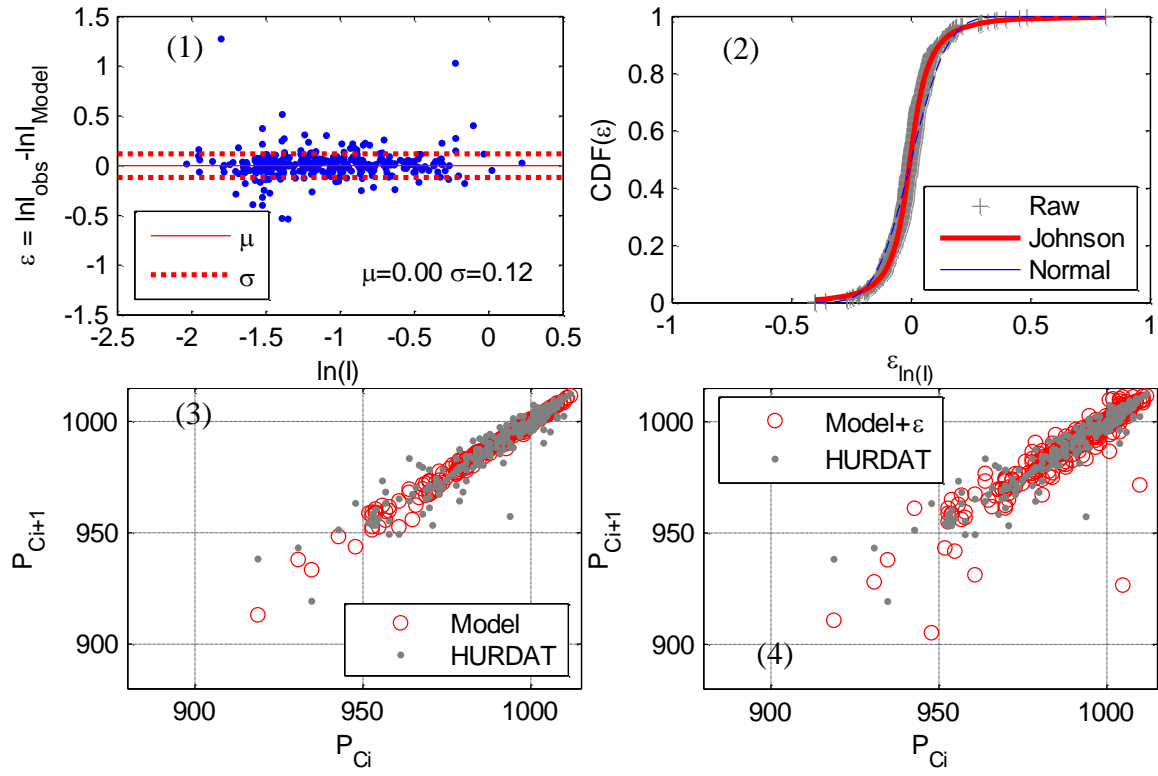 (1)
1.5
1
0.5
0
-0.5
-1
-1.5
ε = lnI_obs-lnI_Model
μ
σ
μ=0.00 σ=0.12
-2.5 -2 -1.5 -1 -0.5 0 0.5
ln(I)
(2)
1
0.8
0.6
0.4
0.2
0
CDF(ε)
Raw
Johnson
Normal
-1 -0.5 0 0.5 1
ε_ln(I)
(3)
1000
950
900
P_Ci+1
Model
HURDAT
900 950 1000
P_Ci
Model+ε
HURDAT
1000
950
900
P_Ci+1
(4)
900 950 1000
P_Ci